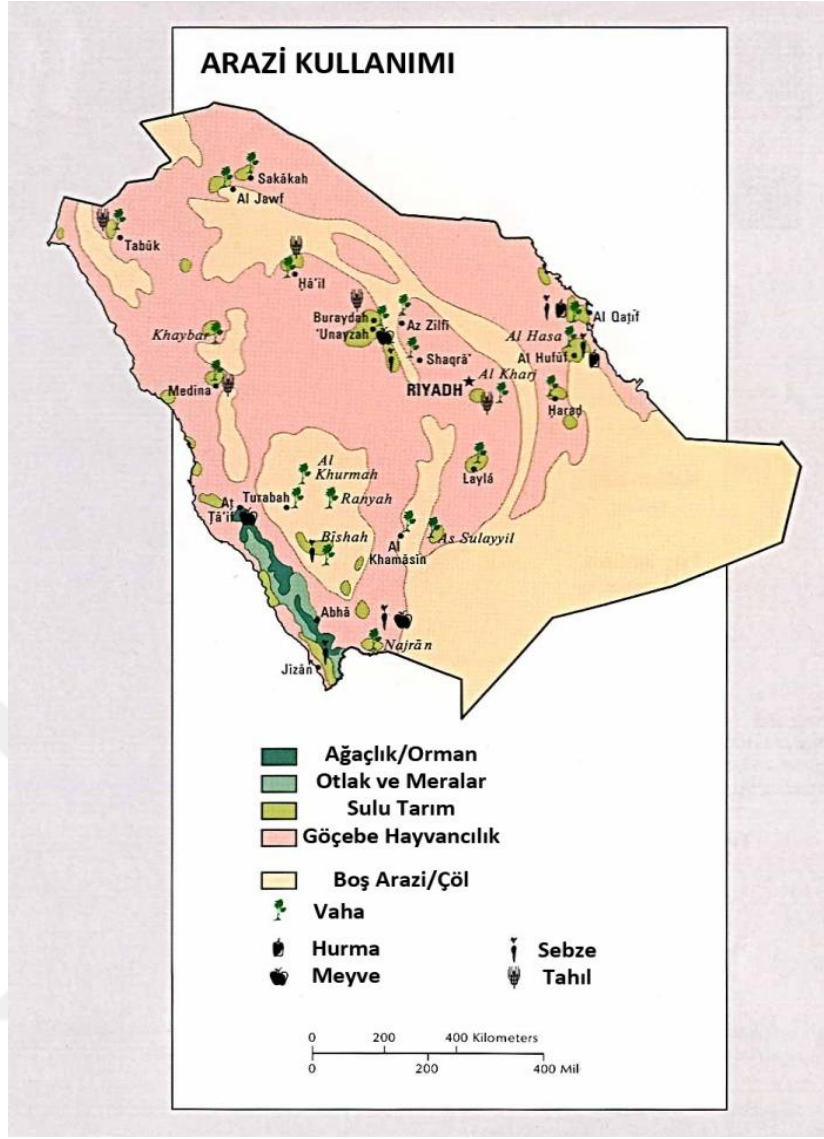 ARAZİ KULLANIMI
Sakākah
Al Jawf
Tabūk
Ḥā'il
Buraydah
'Unayzah
Az Zilfī
Shaqrā'
Khaybar
Medina
RIYADH
Al Kharj
Al Qaṭīf
Al Hasa
Al Hufūf
Ḥaraḍ
Laylá
Al
Khurmah
Turabah
Ranyah
Aṭ
Ṭā'if
Bīshah
Al
Khamāsīn
As Sulayyil
Abhā
Najrān
Jīzān
Ağaçlık/Orman
Otlak ve Meralar
Sulu Tarım
Göçebe Hayvancılık
Boş Arazi/Çöl
Vaha
Hurma
Sebze
Meyve
Tahıl
0 200 400 Kilometers
0 200 400 Mil